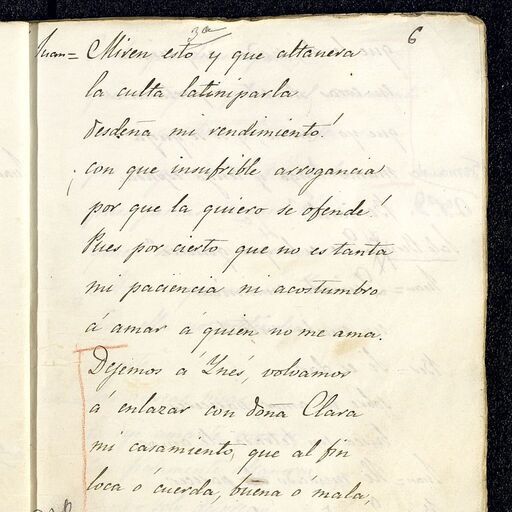 3a
6
Juan= Miren esto y que altanera
la culta latiniparla
desdeña mi rendimiento!
¡con que insufrible arrogancia
por que la quiero se ofende!
Pues por cierto que no es tanta
mi paciencia ni acostumbro
á amar á quien no me ama.
Dejemos á Ynés, volvamos
á enlazar con doña Clara
mi casamiento, que al fin
loca ó cuerda, buena o mala,